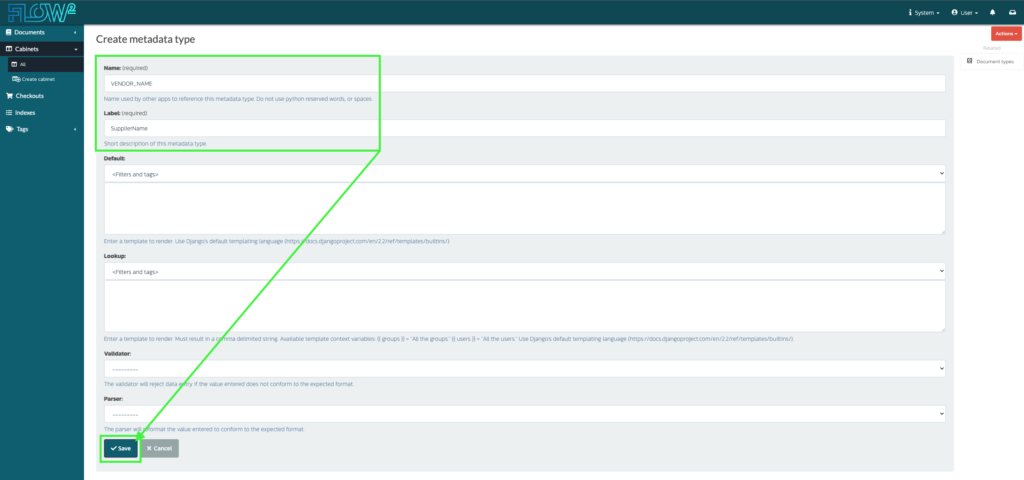 FLOW2
System
User
Documents
Cabinets
All
Create cabinet
Checkouts
Indexes
Tags
Create metadata type
Actions
Related
Document types
Name: (required)
VENDOR_NAME
Name used by other apps to reference this metadata type. Do not use python reserved words, or spaces.
Label: (required)
SupplierName
Short description of this metadata type.
Default:
<Filters and tags>
Enter a template to render. Use Django's default templating language (https://docs.djangoproject.com/en/2.2/ref/templates/builtins/)
Lookup:
<Filters and tags>
Enter a template to render. Must result in a comma delimited string. Available template context variables: {{ groups }} = "All the groups." {{ users }} = "All the users." Use Django's default templating language (https://docs.djangoproject.com/en/2.2/ref/templates/builtins/).
Validator:
---------
The validator will reject data entry if the value entered does not conform to the expected format.
Parser:
---------
The parser will reformat the value entered to conform to the expected format.
Save
Cancel